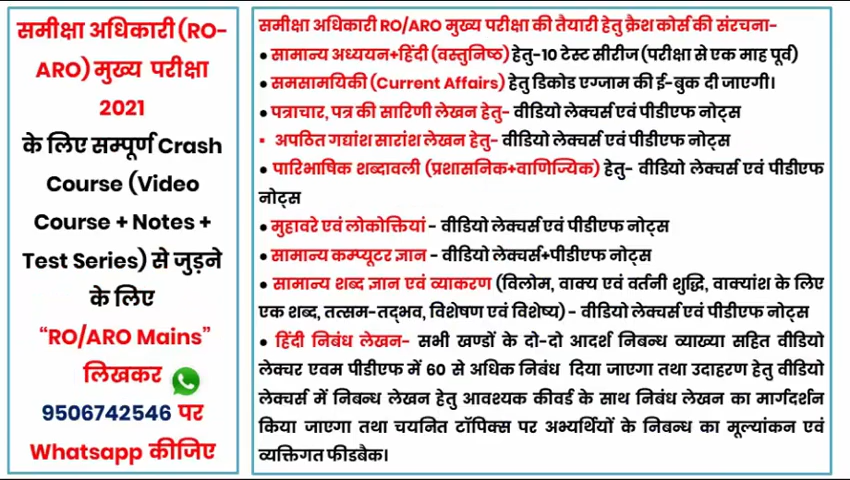 समीक्षा अधिकारी (RO-
ARO) मुख्य परीक्षा
2021
के लिए सम्पूर्ण Crash
Course (Video
Course + Notes +
Test Series) से जुड़ने
के लिए
“RO/ARO Mains”
लिखकर
9506742546 पर
Whatsapp कीजिए
समीक्षा अधिकारी RO/ARO मुख्य परीक्षा की तैयारी हेतु क्रैश कोर्स की संरचना-
● सामान्य अध्ययन+हिंदी (वस्तुनिष्ठ) हेतु-10 टेस्ट सीरीज (परीक्षा से एक माह पूर्व)
● समसामयिकी (Current Affairs) हेतु डिकोड एग्जाम की ई-बुक दी जाएगी।
● पत्राचार, पत्र की सारिणी लेखन हेतु- वीडियो लेक्चर्स एवं पीडीएफ नोट्स
▪ अपठित गद्यांश सारांश लेखन हेतु- वीडियो लेक्चर्स एवं पीडीएफ नोट्स
● पारिभाषिक शब्दावली (प्रशासनिक+वाणिज्यिक) हेतु- वीडियो लेक्चर्स एवं पीडीएफ
नोट्स
● मुहावरे एवं लोकोक्तियां - वीडियो लेक्चर्स एवं पीडीएफ नोट्स
● सामान्य कम्प्यूटर ज्ञान - वीडियो लेक्चर्स+पीडीएफ नोट्स
● सामान्य शब्द ज्ञान एवं व्याकरण (विलोम, वाक्य एवं वर्तनी शुद्धि, वाक्यांश के लिए
एक शब्द, तत्सम-तद्भव, विशेषण एवं विशेष्य) - वीडियो लेक्चर्स एवं पीडीएफ नोट्स
● हिंदी निबंध लेखन- सभी खण्डों के दो-दो आदर्श निबन्ध व्याख्या सहित वीडियो
लेक्चर एवम पीडीएफ में 60 से अधिक निबंध दिया जाएगा तथा उदाहरण हेतु वीडियो
लेक्चर्स में निबन्ध लेखन हेतु आवश्यक कीवर्ड के साथ निबंध लेखन का मार्गदर्शन
किया जाएगा तथा चयनित टॉपिक्स पर अभ्यर्थियों के निबन्ध का मूल्यांकन एवं
व्यक्तिगत फीडबैक।